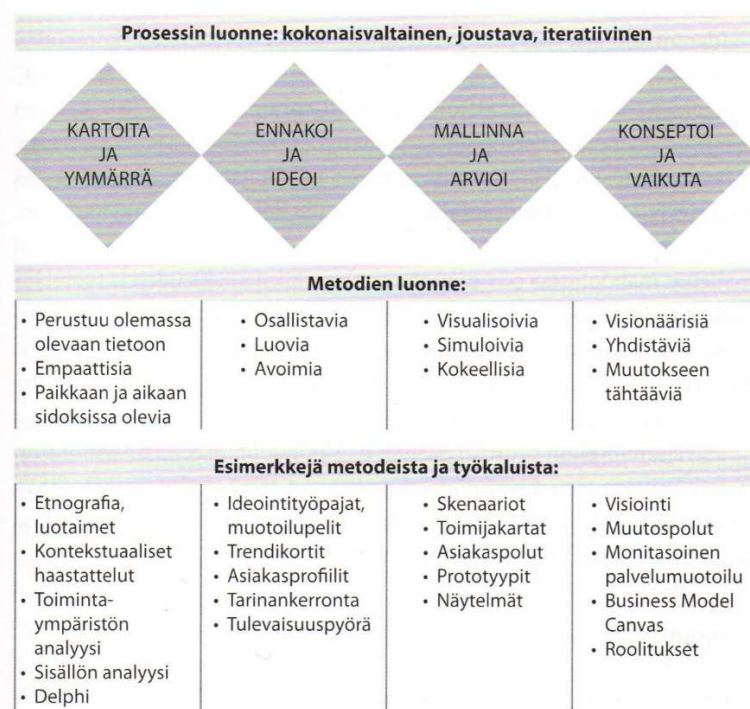 Prosessin luonne: kokonaisvaltainen, joustava, iteratiivinen
KARTOITA
JA
YMMÄRRÄ
ENNAKOI
JA
IDEOI
MALLINNA
JA
ARVIOI
KONSEPTOI
JA
VAIKUTA
Metodien luonne:
• Perustuu olemassa
olevaan tietoon
• Empaattisia
• Paikkaan ja aikaan
sidoksissa olevia
• Osallistavia
• Luovia
• Avoimia
• Visualisoivia
• Simuloivia
• Kokeellisia
• Visionäärisiä
• Yhdistäviä
• Muutokseen
tähtääviä
Esimerkkejä metodeista ja työkaluista:
• Etnografia,
luotaimet
• Kontekstuaaliset
haastattelut
• Toiminta-
ympäristön
analyysi
• Sisällön analyysi
• Delphi
• Ideointityöpajat,
muotoilupelit
• Trendikortit
• Asiakasprofiilit
• Tarinankerronta
• Tulevaisuuspyörä
• Skenaariot
• Toimijakartat
• Asiakaspolut
• Prototyypit
• Näytelmät
• Visiointi
• Muutospolut
• Monitasoinen
palvelumuotoilu
• Business Model
Canvas
• Roolitukset